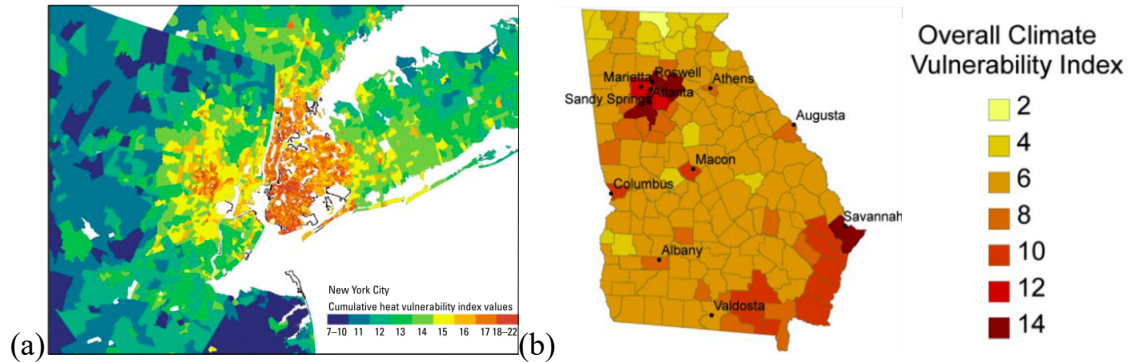 (a)
New York City
Cumulative heat vulnerability index values
7–10 11 12 13 14 15 16 17 18–22
(b)
Roswell
Marietta
Athens
Atlanta
Sandy Springs
Augusta
Macon
Columbus
Savannah
Albany
Valdosta
Overall Climate
Vulnerability Index
2
4
6
8
10
12
14